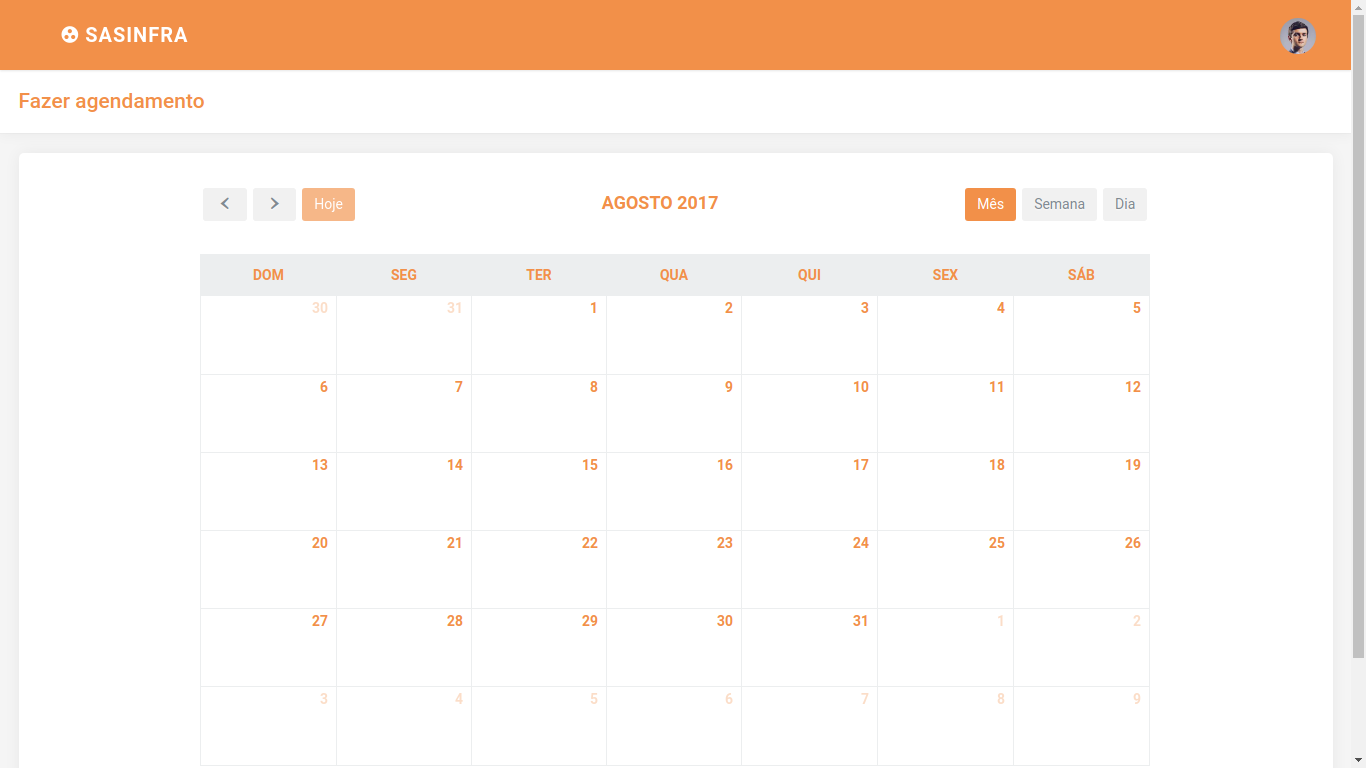 SASINFRA
Fazer agendamento
Hoje
AGOSTO 2017
Mês Semana Dia
DOM SEG TER QUA QUI SEX SÁB
30 31 1 2 3 4 5
6 7 8 9 10 11 12
13 14 15 16 17 18 19
20 21 22 23 24 25 26
27 28 29 30 31 1 2
3 4 5 6 7 8 9